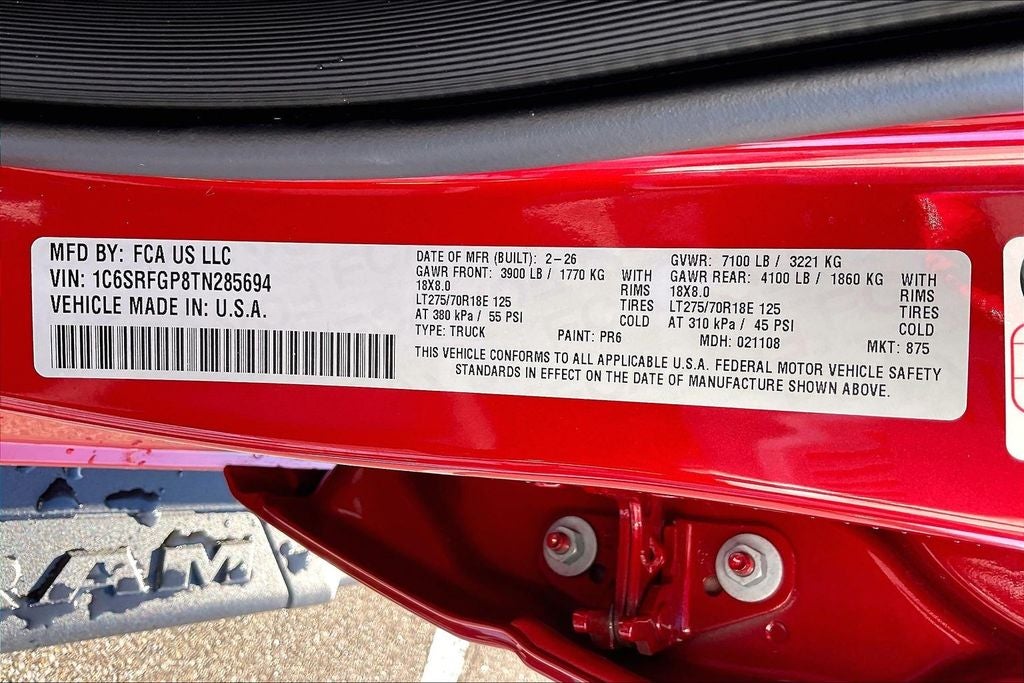 MFD BY: FCA US LLC
VIN: 1C6SRFGP8TN285694
VEHICLE MADE IN: U.S.A.
DATE OF MFR (BUILT): 2-26
GAWR FRONT: 3900 LB / 1770 KG WITH
18X8.0 RIMS
LT275/70R18E 125 TIRES
AT 380 kPa / 55 PSI COLD
TYPE: TRUCK PAINT: PR6
GVWR: 7100 LB / 3221 KG
GAWR REAR: 4100 LB / 1860 KG WITH
18X8.0 RIMS
LT275/70R18E 125 TIRES
AT 310 kPa / 45 PSI COLD
MDH: 021108 MKT: 875
THIS VEHICLE CONFORMS TO ALL APPLICABLE U.S.A. FEDERAL MOTOR VEHICLE SAFETY
STANDARDS IN EFFECT ON THE DATE OF MANUFACTURE SHOWN ABOVE.
RAM